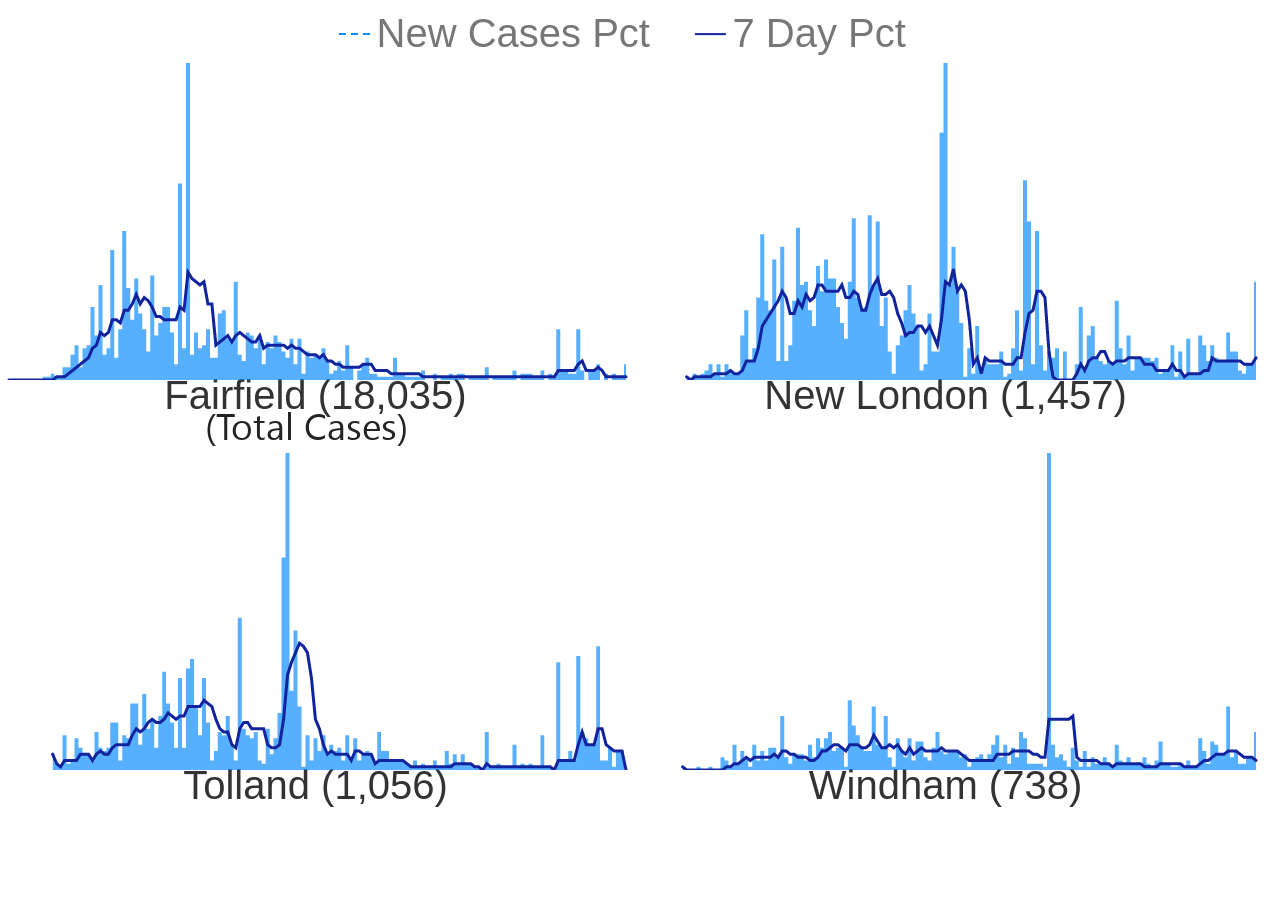 New Cases Pct 7 Day Pct
Fairfield (18,035)
(Total Cases)
New London (1,457)
Tolland (1,056)
Windham (738)